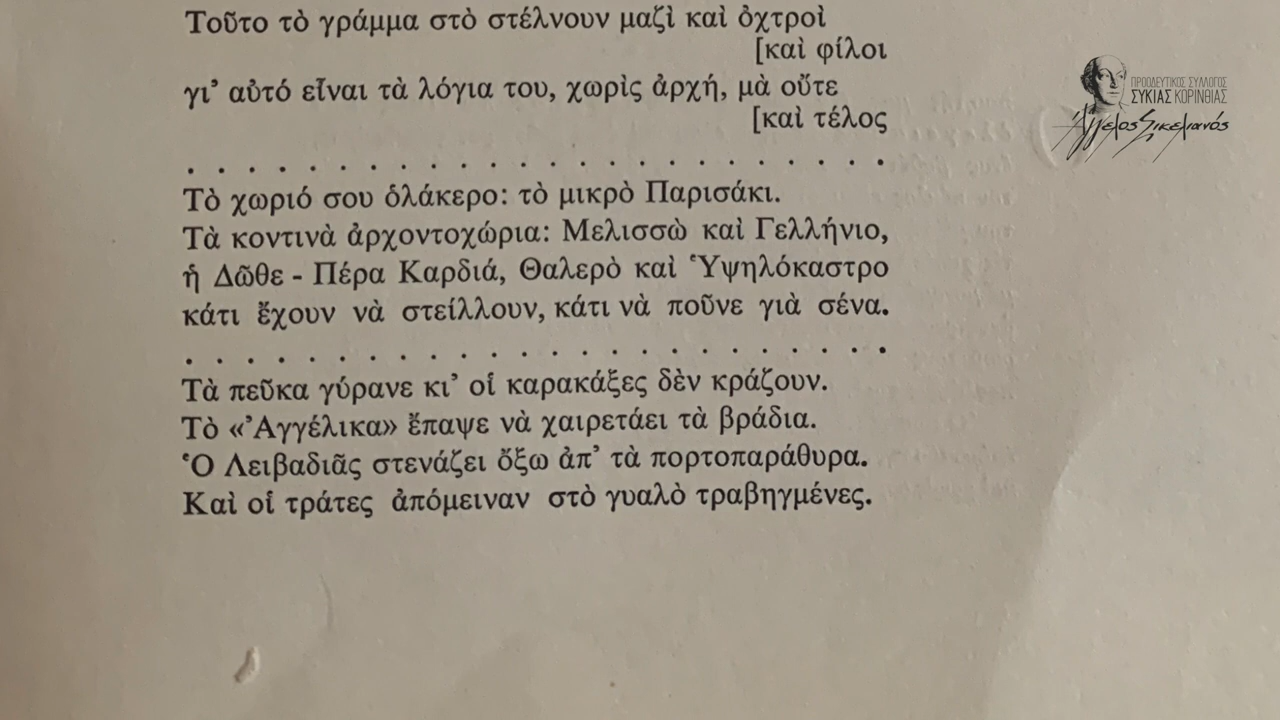 Τοῦτο τὸ γράμμα στὸ στέλνουν μαζὶ καὶ ὀχτροὶ
[καὶ φίλοι
γι' αὐτό εἶναι τὰ λόγια του, χωρὶς ἀρχή, μὰ οὔτε
[καὶ τέλος
. . . . . . . . . . . . . . . . . . . . . . . .
Τὸ χωριό σου ὁλάκερο: τὸ μικρὸ Παρισάκι.
Τὰ κοντινὰ ἀρχοντοχώρια: Μελισσὼ καὶ Γελλήνιο,
ἡ Δῶθε - Πέρα Καρδιά, Θαλερὸ καὶ Ὑψηλόκαστρο
κάτι ἔχουν νὰ στείλλουν, κάτι νὰ ποῦνε γιὰ σένα.
. . . . . . . . . . . . . . . . . . . . . . . .
Τὰ πεῦκα γύρανε κι' οἱ καρακάξες δὲν κράζουν.
Τὸ «Ἀγγέλικα» ἔπαψε νὰ χαιρετάει τὰ βράδια.
Ὁ Λειβαδιᾶς στενάζει ὄξω ἀπ' τὰ πορτοπαράθυρα.
Καὶ οἱ τράτες ἀπόμειναν στὸ γυαλὸ τραβηγμένες.
ΠΡΟΟΔΕΥΤΙΚΟΣ ΣΥΛΛΟΓΟΣ
ΣΥΚΙΑΣ ΚΟΡΙΝΘΙΑΣ
Άγγελος Σικελιανός